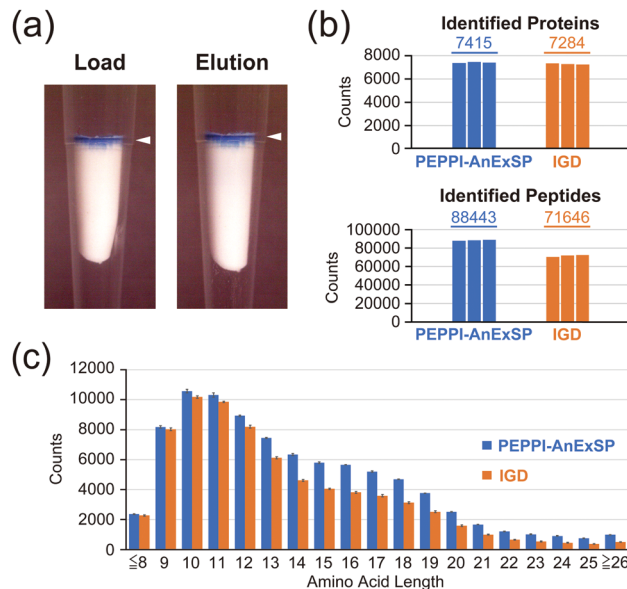 (a)
Load
Elution
(b)
Identified Proteins
7415
7284
8000
6000
4000
2000
0
Counts
PEPPI-AnExSP
IGD
Identified Peptides
88443
71646
100000
80000
60000
40000
20000
0
Counts
PEPPI-AnExSP
IGD
(c)
12000
10000
8000
6000
4000
2000
0
Counts
PEPPI-AnExSP
IGD
≦8 9 10 11 12 13 14 15 16 17 18 19 20 21 22 23 24 25 ≧26
Amino Acid Length